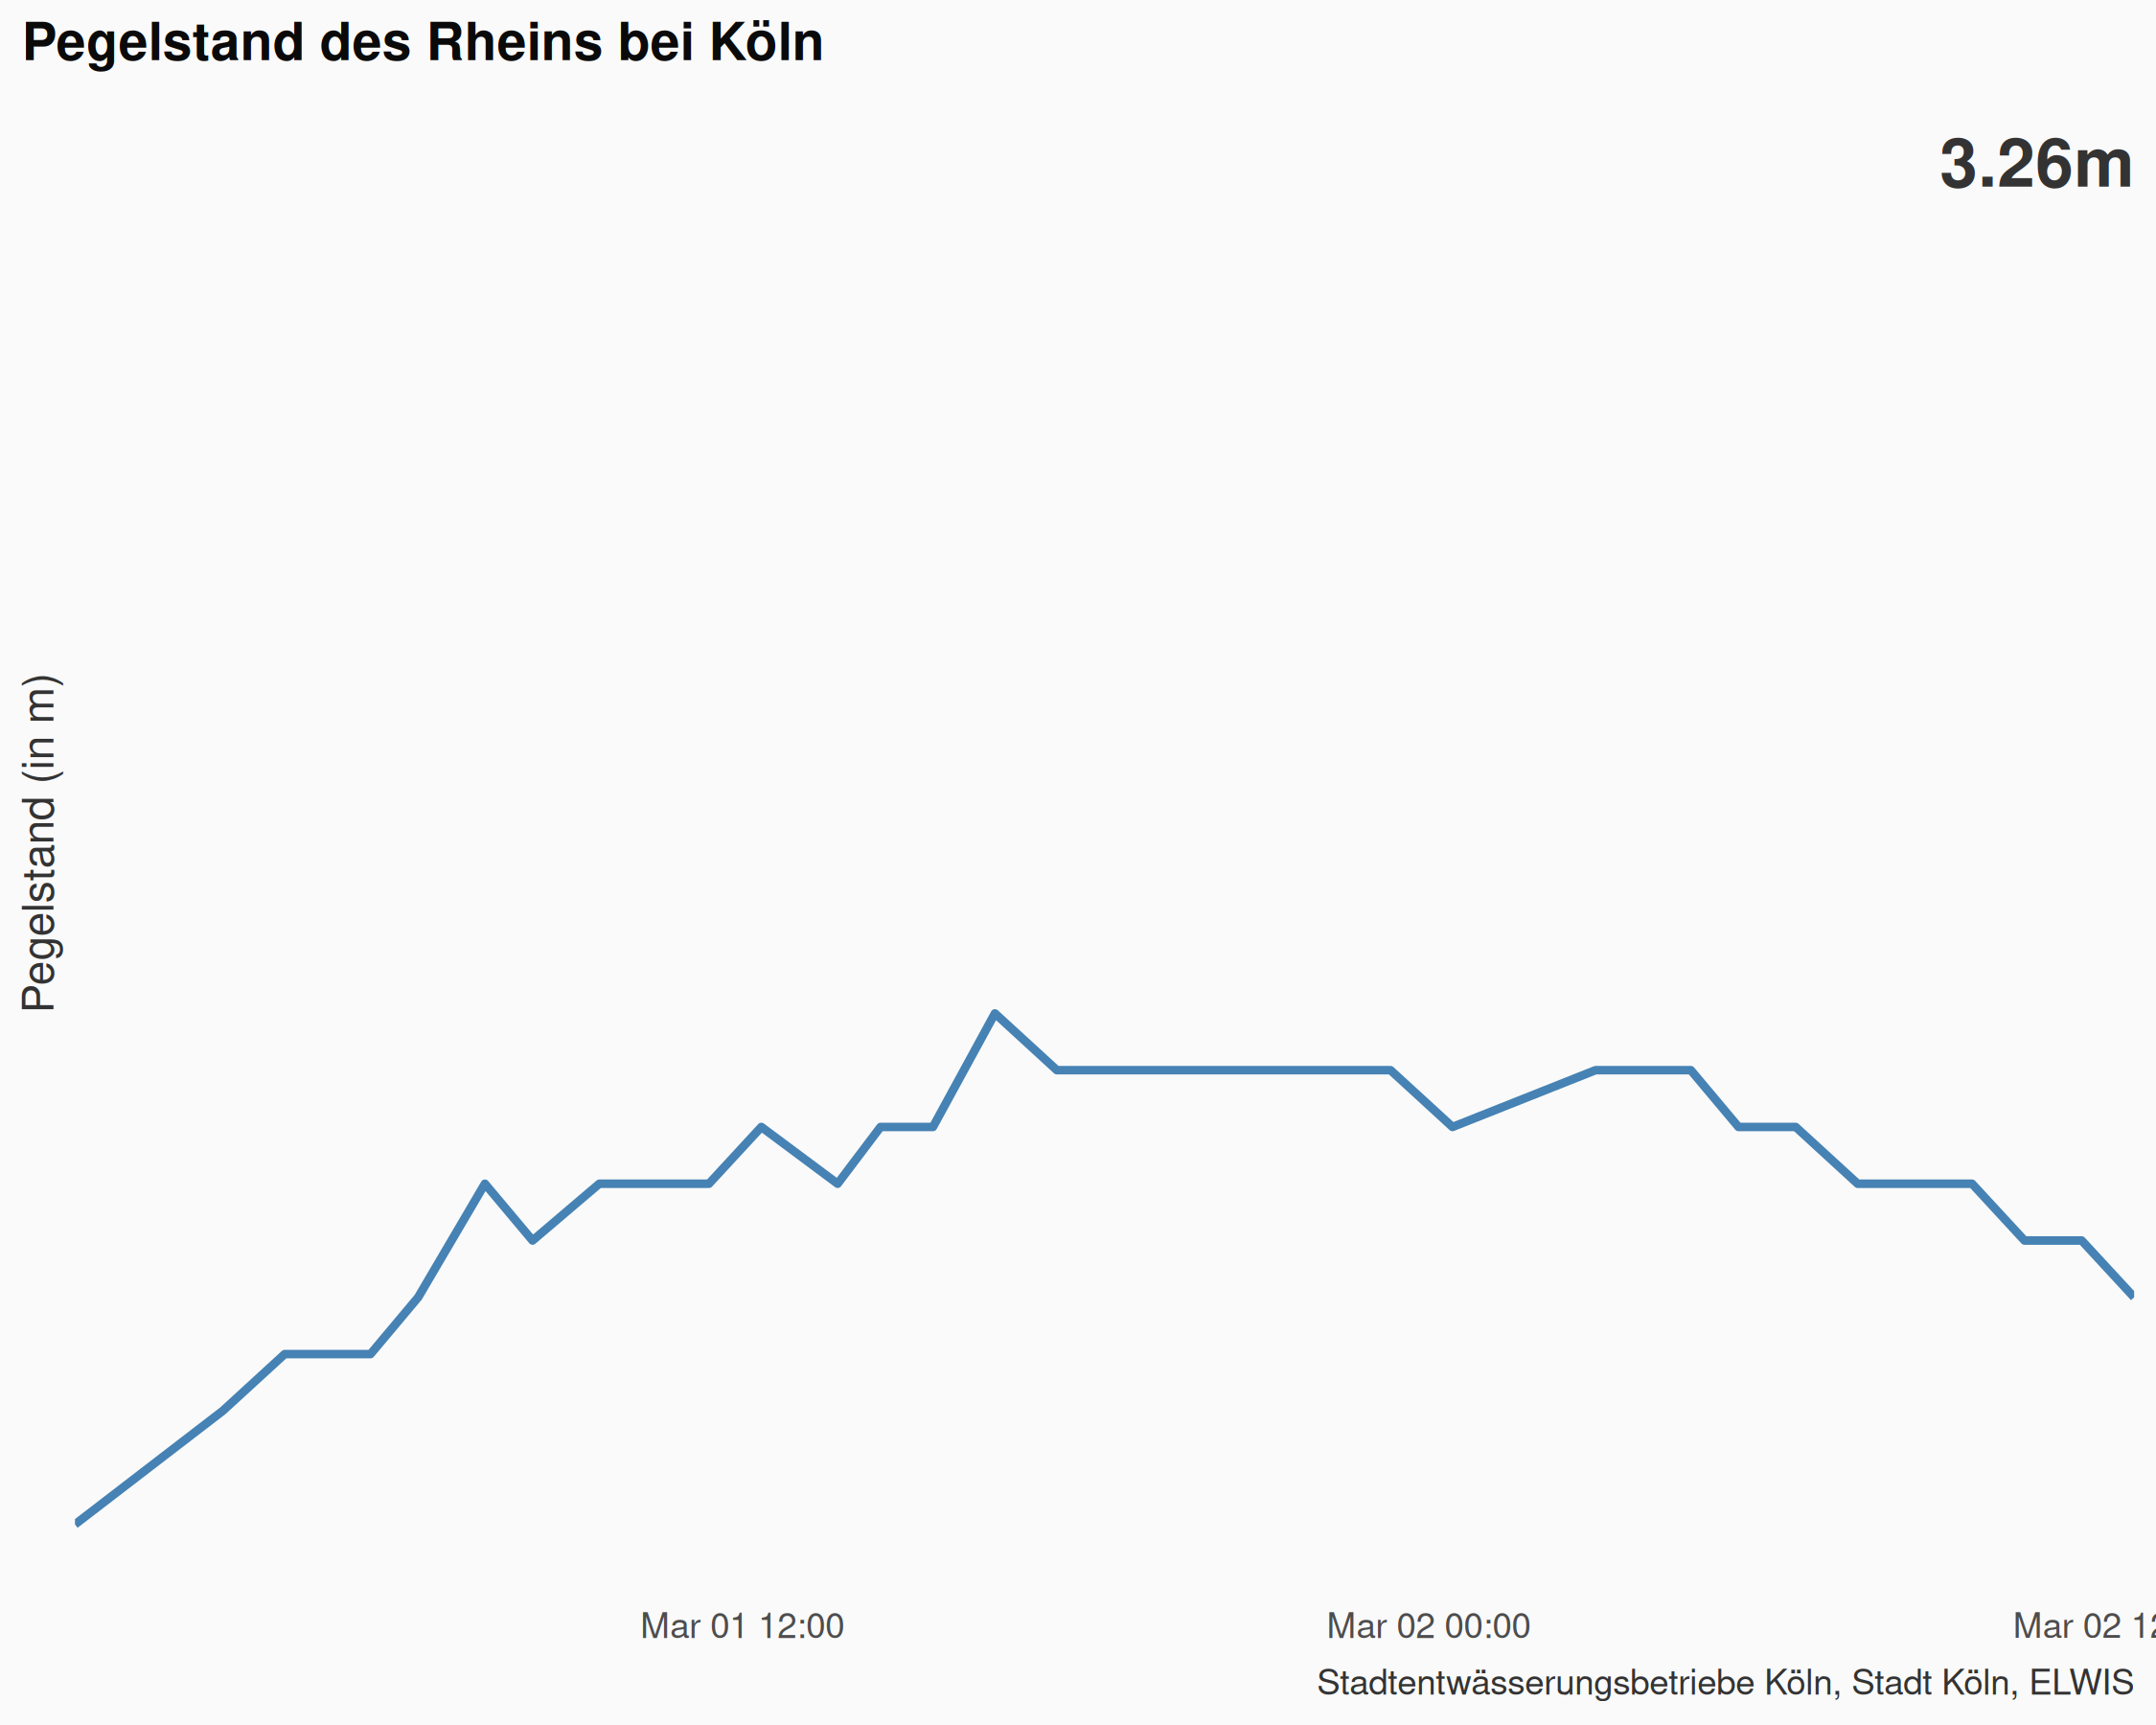 Pegelstand des Rheins bei Köln
3.26m
Pegelstand (in m)
Mar 01 12:00
Mar 02 00:00
Mar 02 12
Stadtentwässerungsbetriebe Köln, Stadt Köln, ELWIS